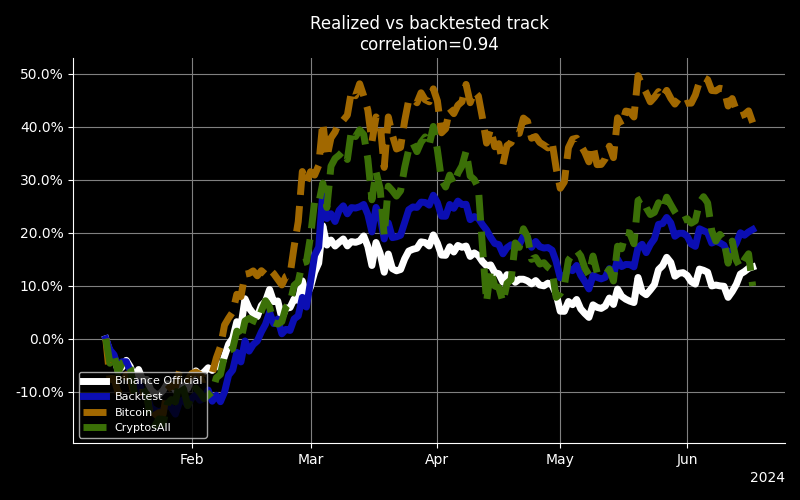 Realized vs backtested track
correlation=0.94
50.0%
40.0%
30.0%
20.0%
10.0%
0.0%
-10.0%
Binance Official
Backtest
Bitcoin
CryptosAll
Feb Mar Apr May Jun
2024